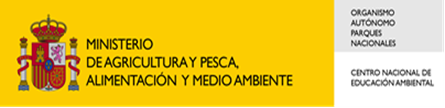 MINISTERIO
DE AGRICULTURA Y PESCA,
ALIMENTACIÓN Y MEDIO AMBIENTE
ORGANISMO
AUTÓNOMO
PARQUES
NACIONALES
CENTRO NACIONAL DE
EDUCACIÓN AMBIENTAL